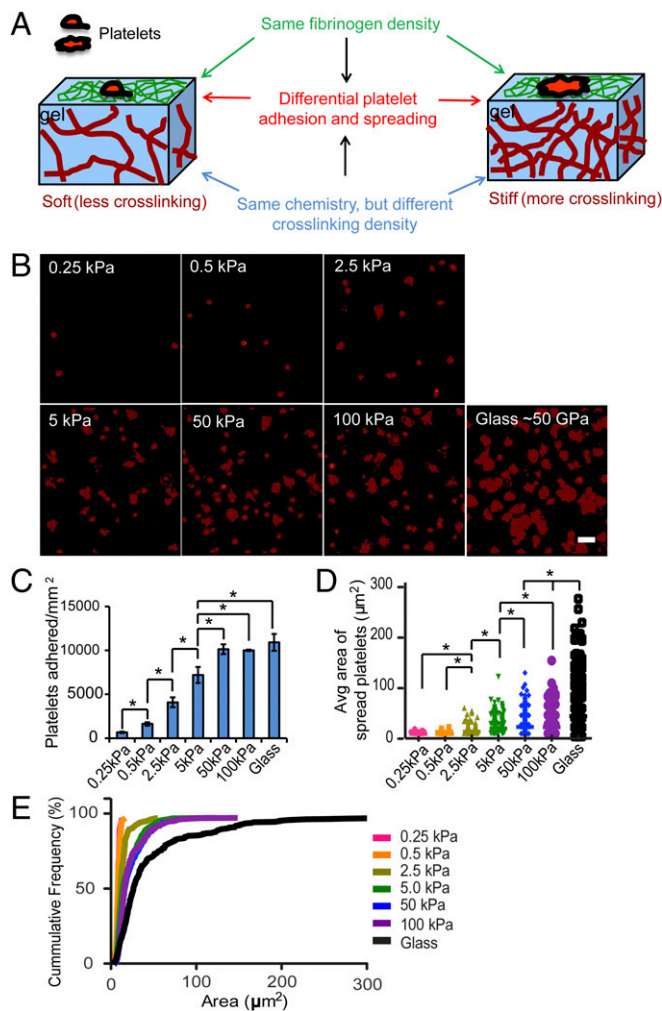 A
Platelets
Same fibrinogen density
gel
Differential platelet
adhesion and spreading
gel
Soft (less crosslinking)
Same chemistry, but different
crosslinking density
Stiff (more crosslinking)
B
0.25 kPa
0.5 kPa
2.5 kPa
5 kPa
50 kPa
100 kPa
Glass ~50 GPa
C
Platelets adhered/mm²
15000
10000
5000
0
* * * * * *
0.25kPa
0.5kPa
2.5kPa
5kPa
50kPa
100kPa
Glass
D
Avg area of
spread platelets (µm²)
300
200
100
0
* * * * * *
0.25kPa
0.5kPa
2.5kPa
5kPa
50kPa
100kPa
Glass
E
Cummulative Frequency (%)
100
50
0
0
100
200
300
Area (µm²)
0.25 kPa
0.5 kPa
2.5 kPa
5.0 kPa
50 kPa
100 kPa
Glass